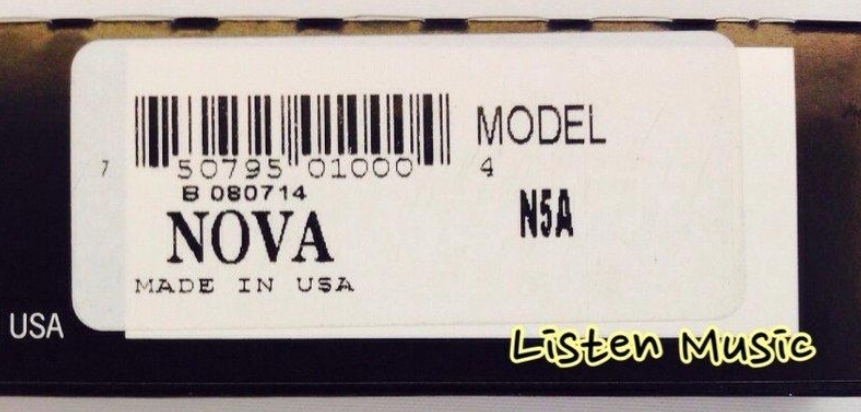 MODEL
7 50795 01000 4
B 080714
N5A
NOVA
MADE IN USA
USA
Listen Music